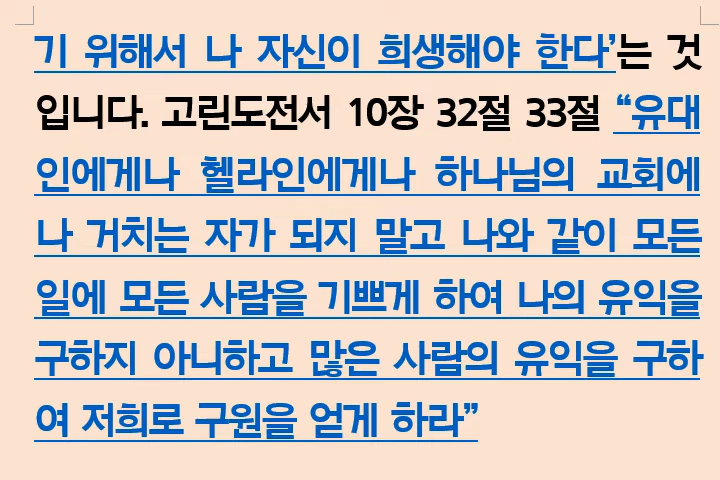 기 위해서 나 자신이 희생해야 한다’는 것
입니다. 고린도전서 10장 32절 33절 “유대
인에게나 헬라인에게나 하나님의 교회에
나 거치는 자가 되지 말고 나와 같이 모든
일에 모든 사람을 기쁘게 하여 나의 유익을
구하지 아니하고 많은 사람의 유익을 구하
여 저희로 구원을 얻게 하라”